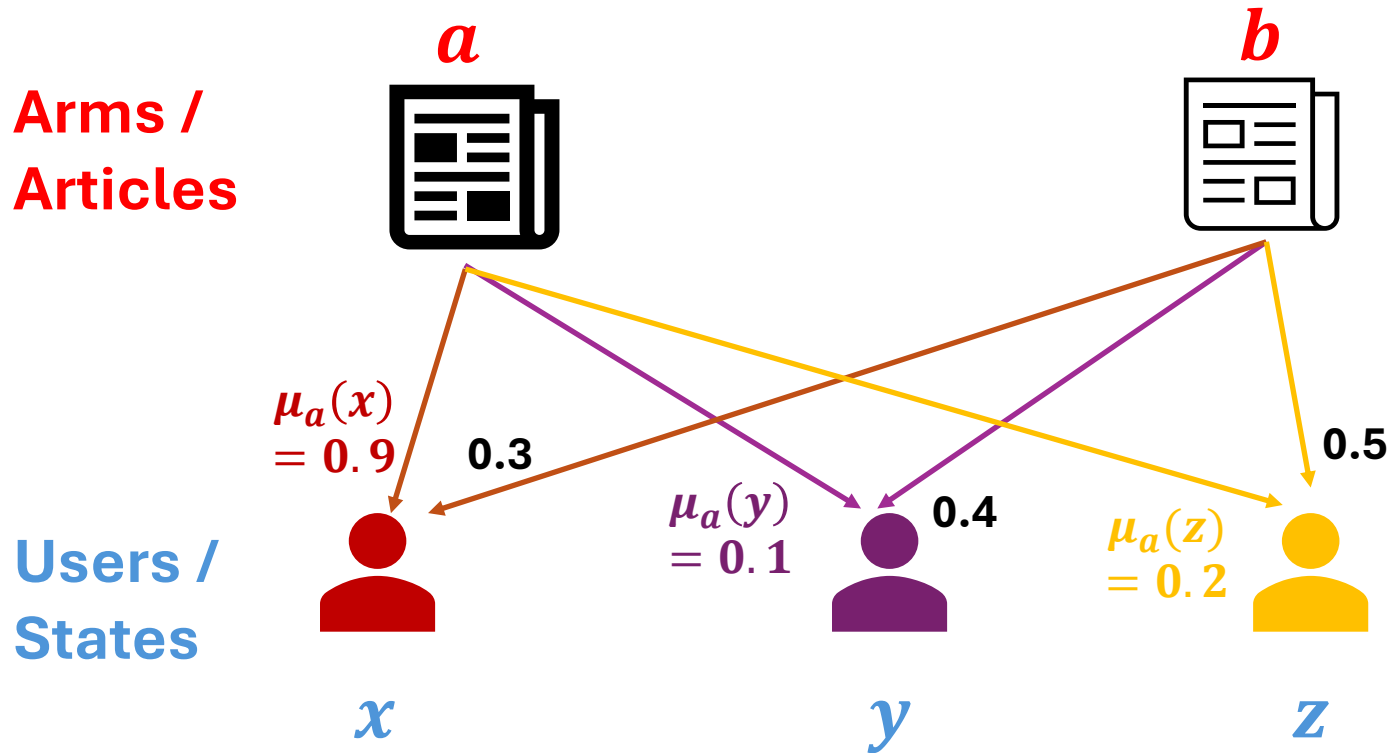 a
b
Arms /
Articles
μₐ(x)
= 0.9
0.3
μₐ(y)
= 0.1
0.4
μₐ(z)
= 0.2
0.5
Users /
States
x
y
z